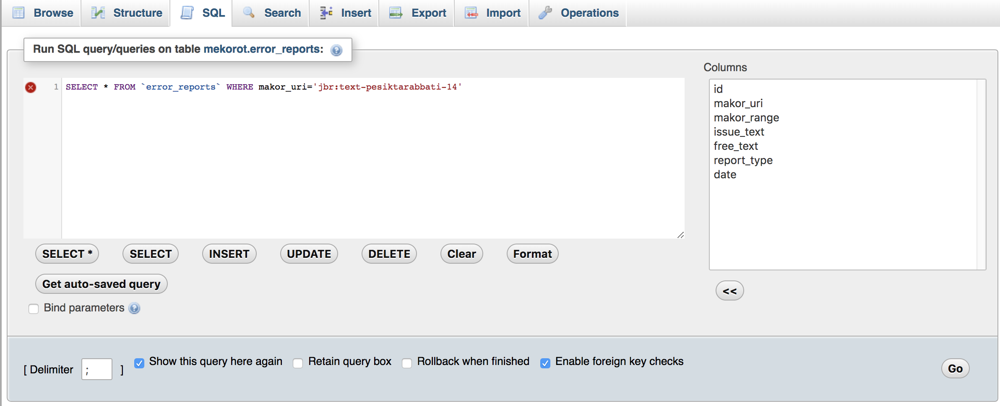 Browse Structure SQL Search Insert Export Import Operations
Run SQL query/queries on table mekorot.error_reports:
Columns
1 SELECT * FROM `error_reports` WHERE makor_uri='jbr:text-pesiktarabbati-14'
id
makor_uri
makor_range
issue_text
free_text
report_type
date
SELECT * SELECT INSERT UPDATE DELETE Clear Format
Get auto-saved query
<<
Bind parameters
[ Delimiter ; ] Show this query here again Retain query box Rollback when finished Enable foreign key checks
Go